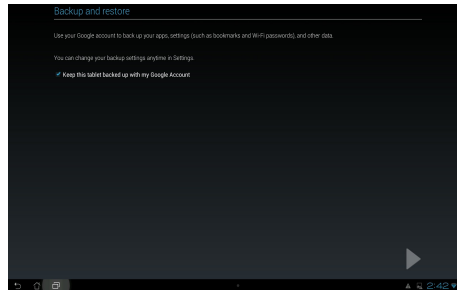 Backup and restore
Use your Google account to back up your apps, settings (such as bookmarks and Wi-Fi passwords), and other data.
You can change your backup settings anytime in Settings.
Keep this tablet backed up with my Google Account
2:42